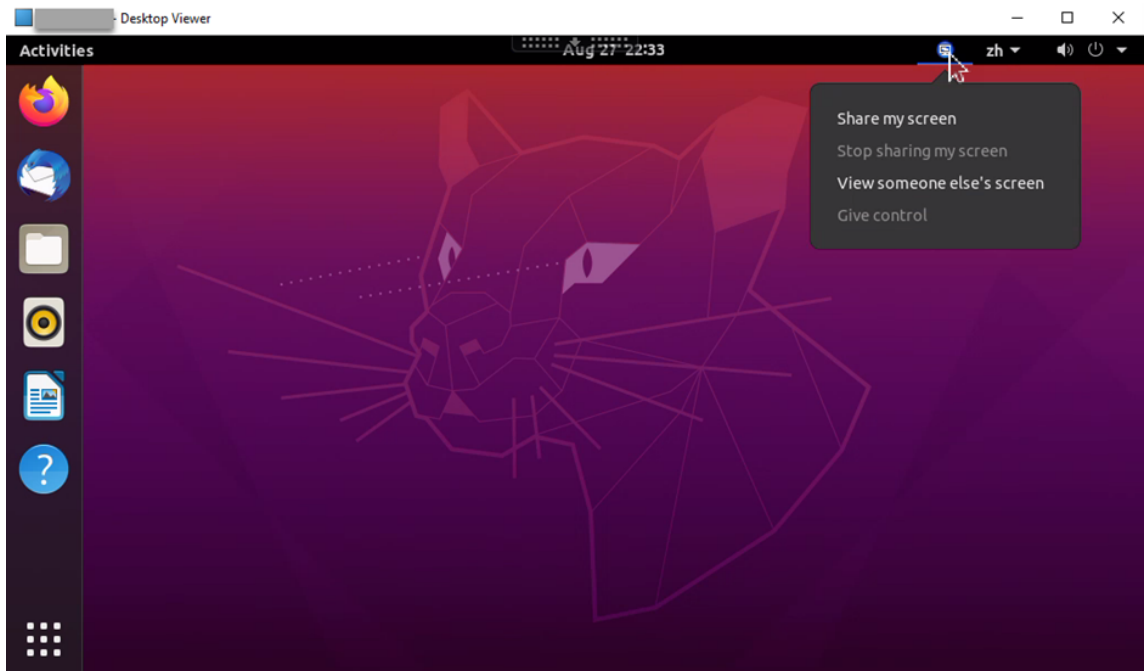 - Desktop Viewer
Activities
Aug 27 22:33
zh
Share my screen
Stop sharing my screen
View someone else's screen
Give control
?